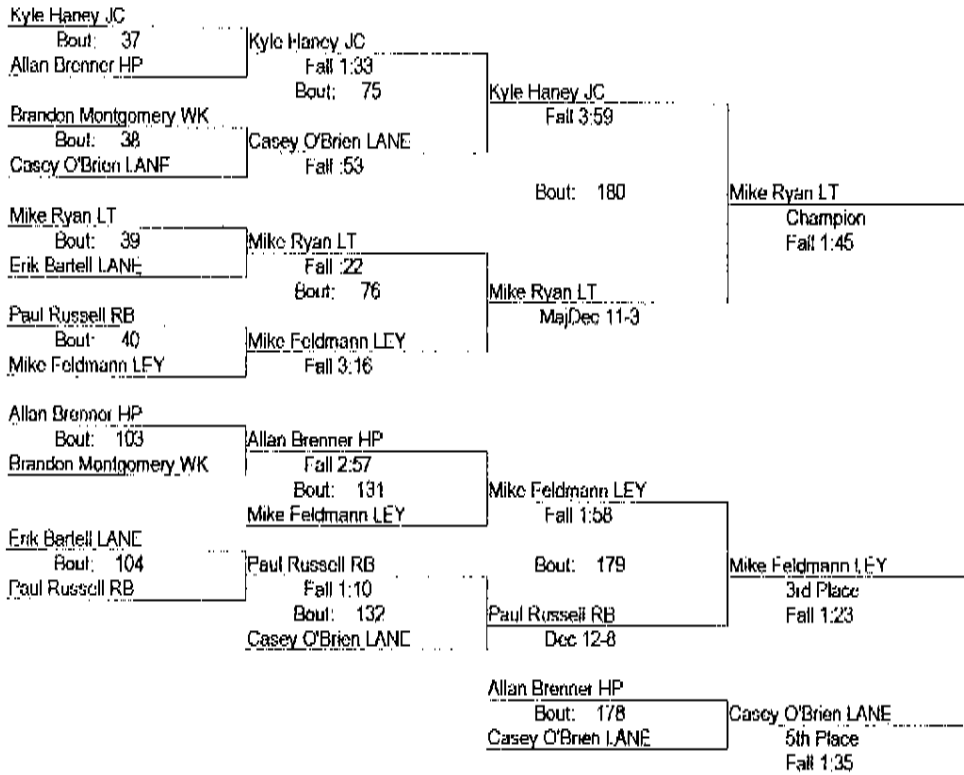 Kyle Haney JC
Bout: 37
Allan Brenner HP
Kyle Haney JC
Fall 1:33
Bout: 75
Brandon Montgomery WK
Bout: 38
Casey O'Brien LANE
Casey O'Brien LANE
Fall :53
Kyle Haney JC
Fall 3:59
Bout: 180
Mike Ryan LT
Bout: 39
Erik Bartell LANE
Mike Ryan LT
Fall :22
Bout: 76
Paul Russell RB
Bout: 40
Mike Feldmann LEY
Mike Feldmann LEY
Fall 3:16
Mike Ryan LT
MajDec 11-3
Mike Ryan LT
Champion
Fall 1:45
Allan Brenner HP
Bout: 103
Brandon Montgomery WK
Allan Brenner HP
Fall 2:57
Bout: 131
Mike Feldmann LEY
Mike Feldmann LEY
Fall 1:58
Bout: 179
Erik Bartell LANE
Bout: 104
Paul Russell RB
Paul Russell RB
Fall 1:10
Bout: 132
Casey O'Brien LANE
Paul Russell RB
Dec 12-8
Mike Feldmann LEY
3rd Place
Fall 1:23
Allan Brenner HP
Bout: 178
Casey O'Brien LANE
Casey O'Brien LANE
5th Place
Fall 1:35